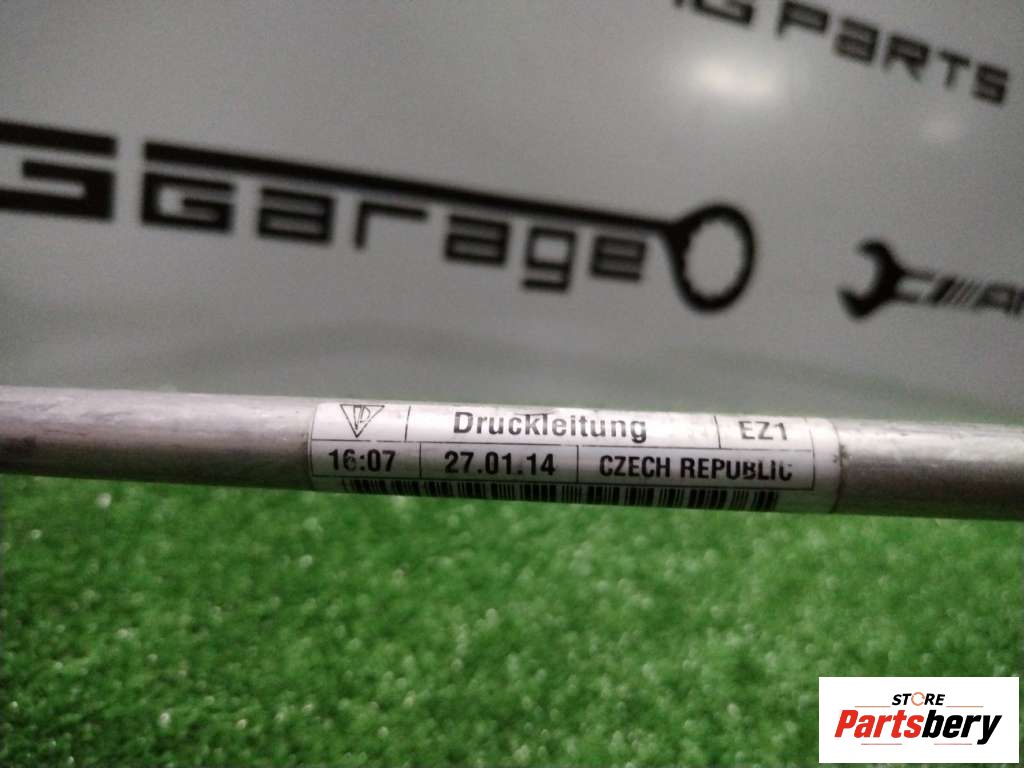 PARTS
Garage
Druckleitung EZ1
16:07 27.01.14 CZECH REPUBLIC
STORE
Partsbery